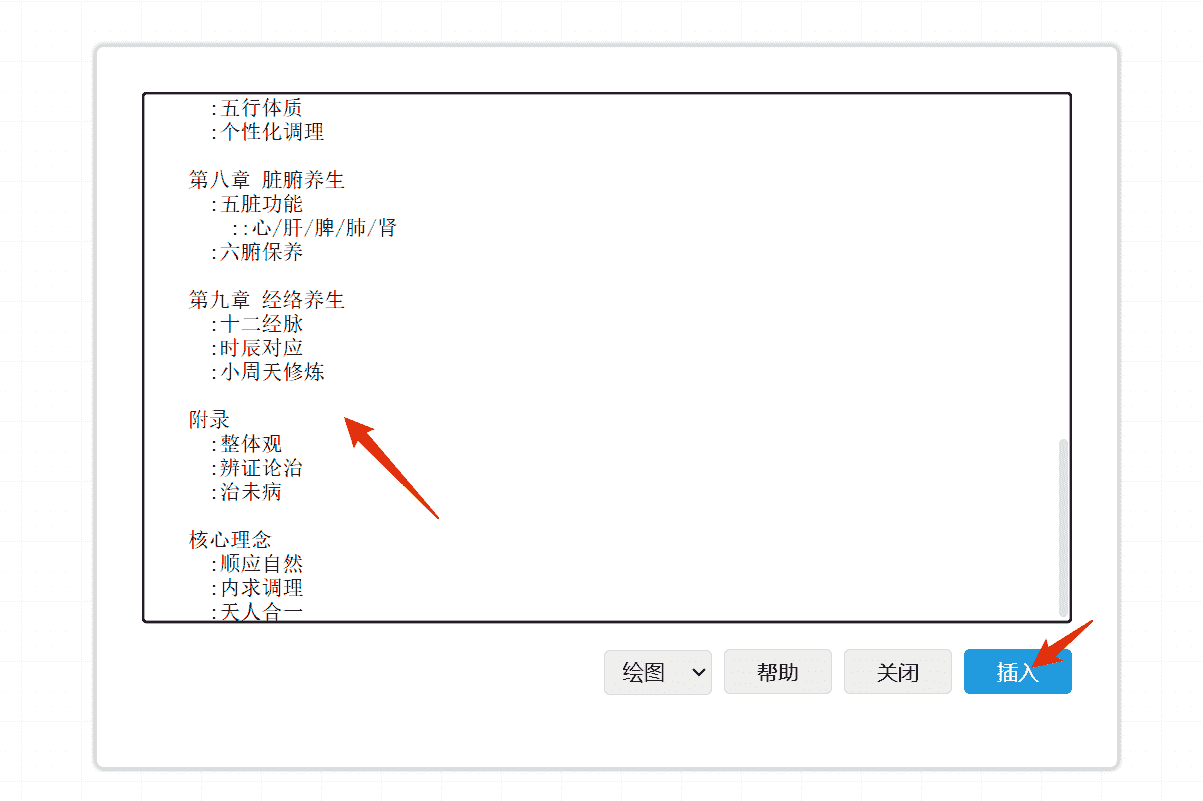 :五行体质
:个性化调理
第八章 脏腑养生
:五脏功能
::心/肝/脾/肺/肾
:六腑保养
第九章 经络养生
:十二经脉
:时辰对应
:小周天修炼
附录
:整体观
:辨证论治
:治未病
核心理念
:顺应自然
:内求调理
:天人合一
绘图 帮助 关闭 插入